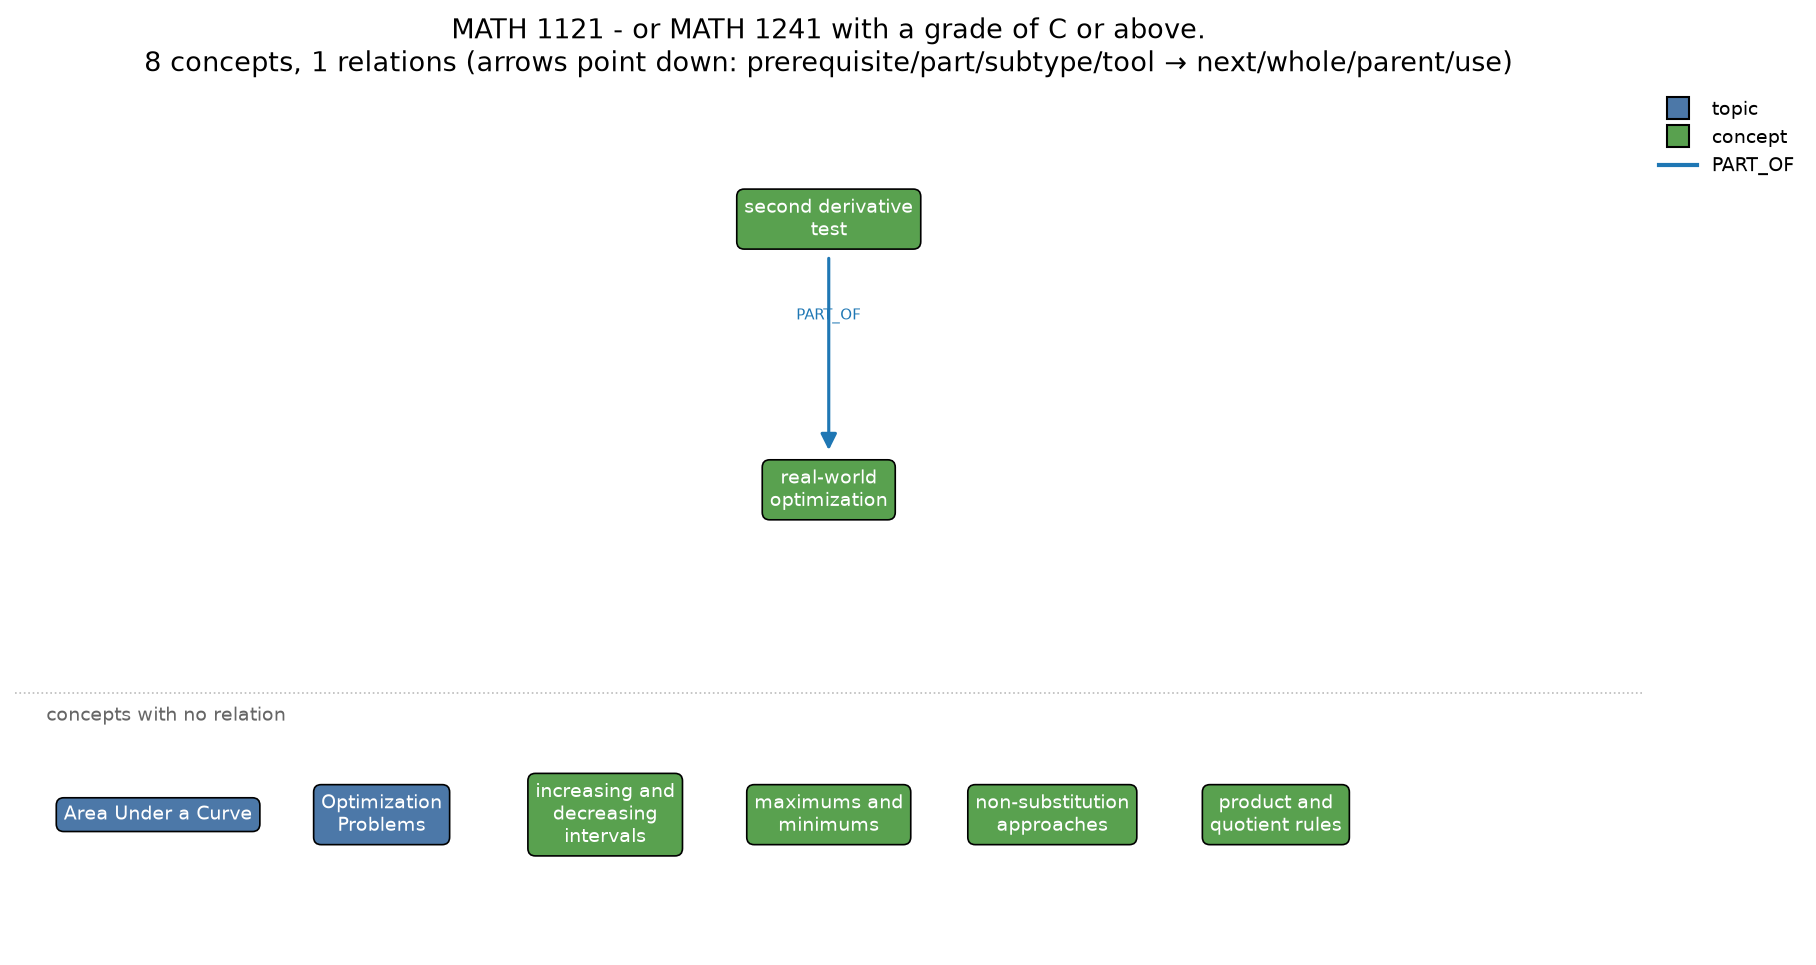 MATH 1121 - or MATH 1241 with a grade of C or above.
8 concepts, 1 relations (arrows point down: prerequisite/part/subtype/tool → next/whole/parent/use)
topic
concept
PART_OF
second derivative
test
PART_OF
real-world
optimization
concepts with no relation
Area Under a Curve
Optimization
Problems
increasing and
decreasing
intervals
maximums and
minimums
non-substitution
approaches
product and
quotient rules